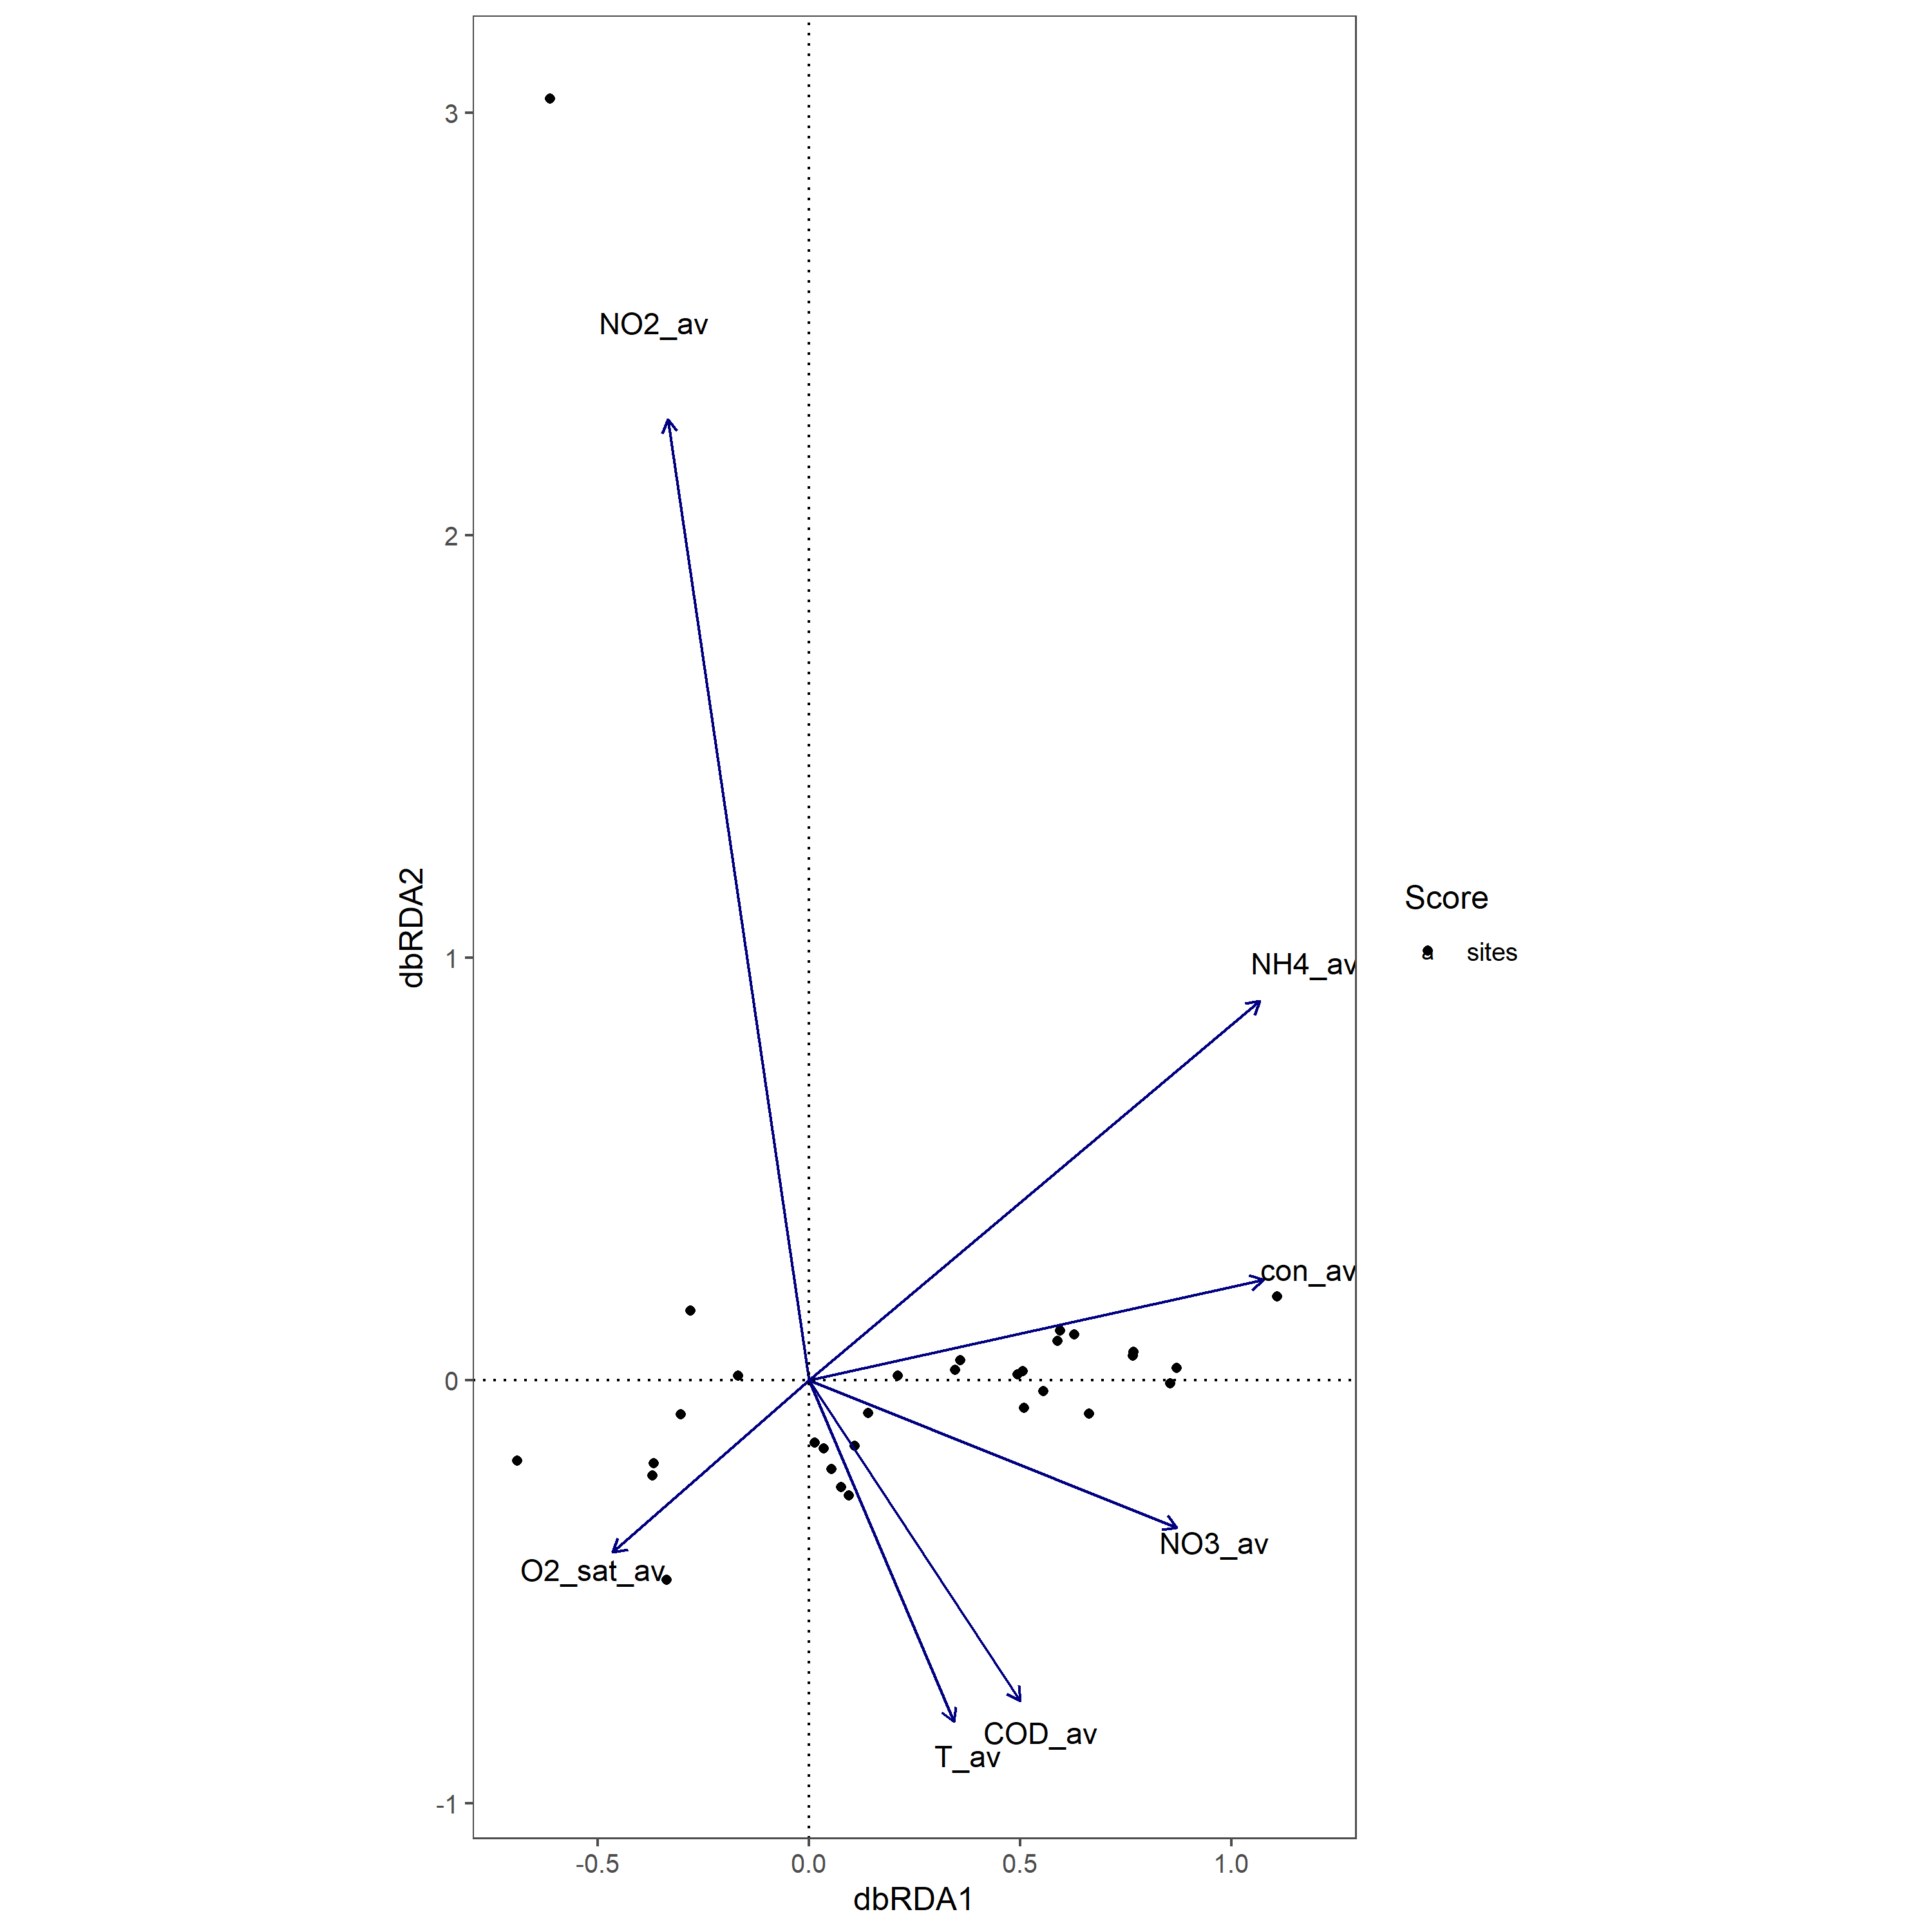 3
NO2_av
2
dbRDA2
Score
1
NH4_av
a
sites
con_av
0
NO3_av
O2_sat_av
COD_av
T_av
-1
-0.5
0.0
0.5
1.0
dbRDA1